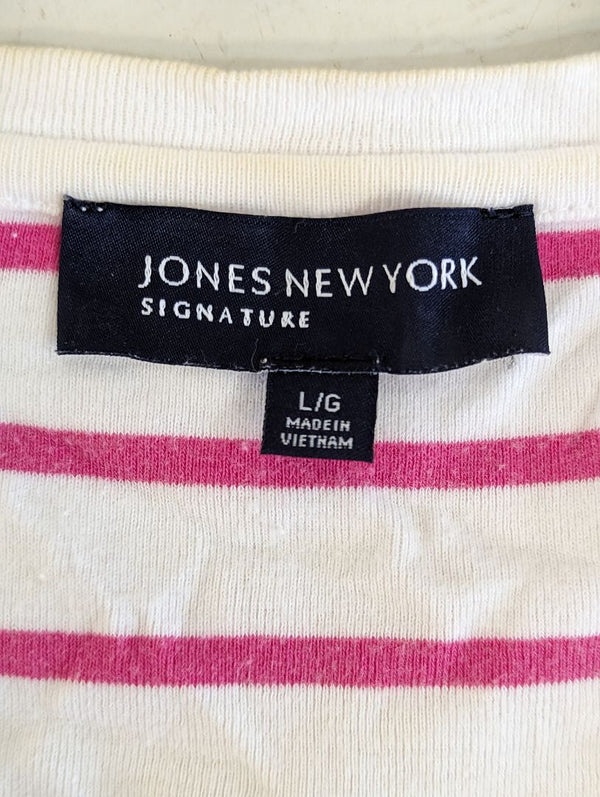 JONES NEW YORK
SIGNATURE
L/G
MADE IN
VIETNAM